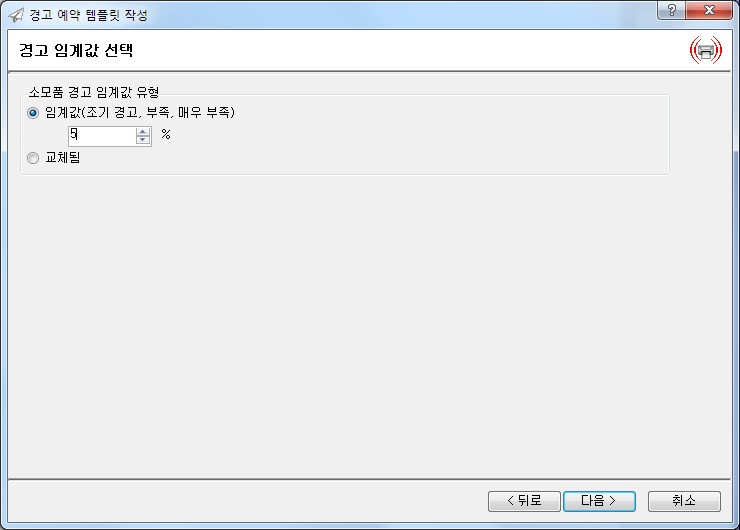 경고 예약 템플릿 작성
경고 임계값 선택
소모품 경고 임계값 유형
임계값(조기 경고, 부족, 매우 부족)
5 %
교체됨
< 뒤로 다음 > 취소